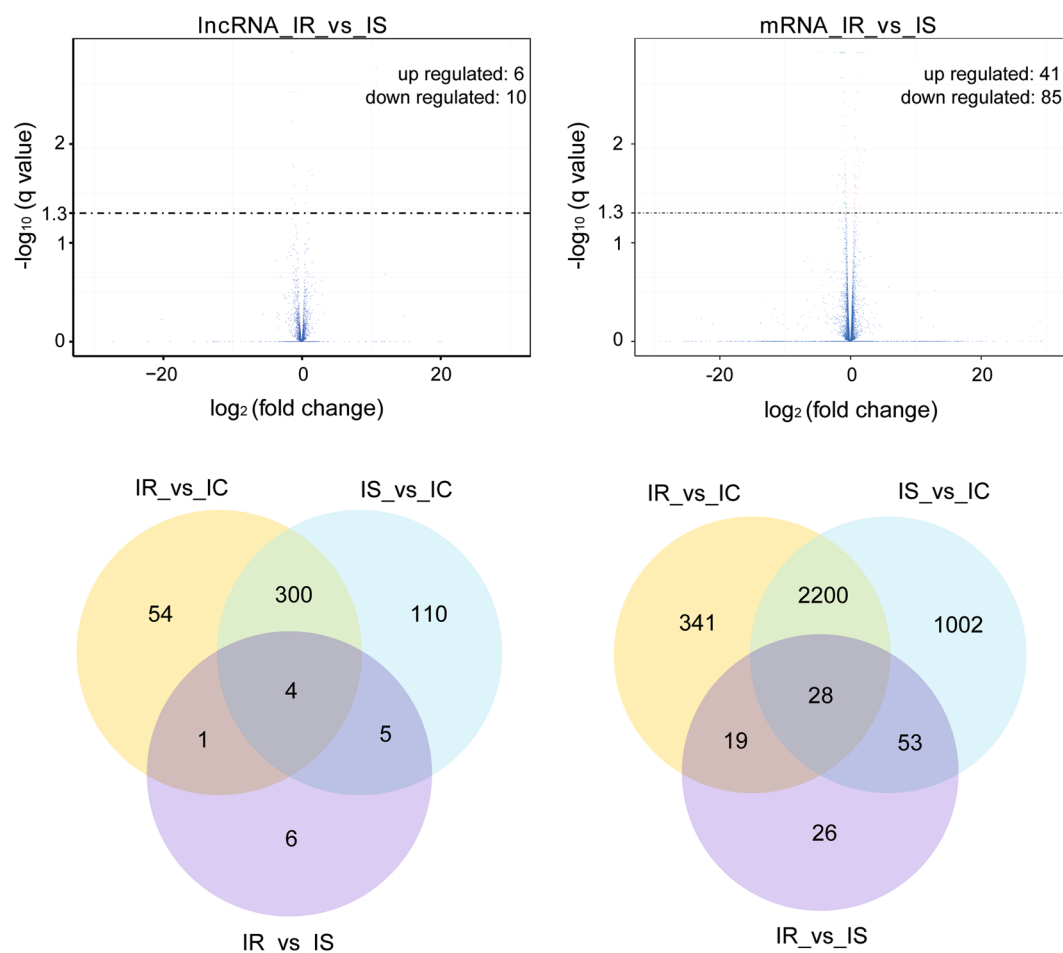 lncRNA_IR_vs_IS
up regulated: 6
down regulated: 10
2
1.3
1
0
-log10 (q value)
−20
0
20
log2 (fold change)
mRNA_IR_vs_IS
up regulated: 41
down regulated: 85
2
1.3
1
0
-log10 (q value)
-20
0
20
log2 (fold change)
IR_vs_IC
IS_vs_IC
54
300
110
4
1
5
6
IR vs IS
IR_vs_IC
IS_vs_IC
341
2200
1002
28
19
53
26
IR_vs_IS